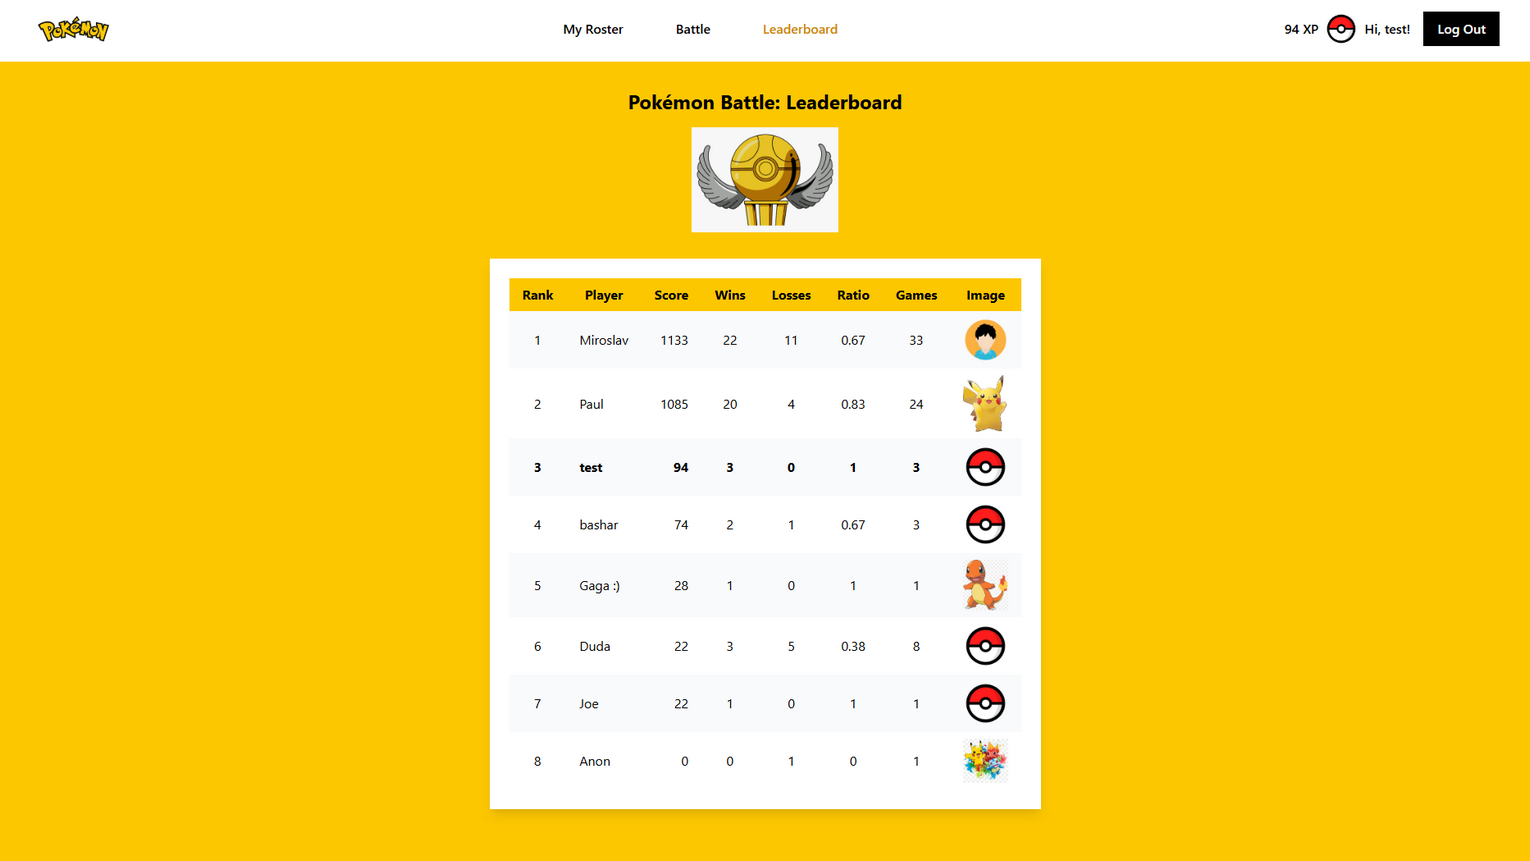 Pokémon
My Roster Battle Leaderboard
94 XP Hi, test! Log Out
Pokémon Battle: Leaderboard
Rank Player Score Wins Losses Ratio Games Image
1 Miroslav 1133 22 11 0.67 33
2 Paul 1085 20 4 0.83 24
3 test 94 3 0 1 3
4 bashar 74 2 1 0.67 3
5 Gaga :) 28 1 0 1 1
6 Duda 22 3 5 0.38 8
7 Joe 22 1 0 1 1
8 Anon 0 0 1 0 1